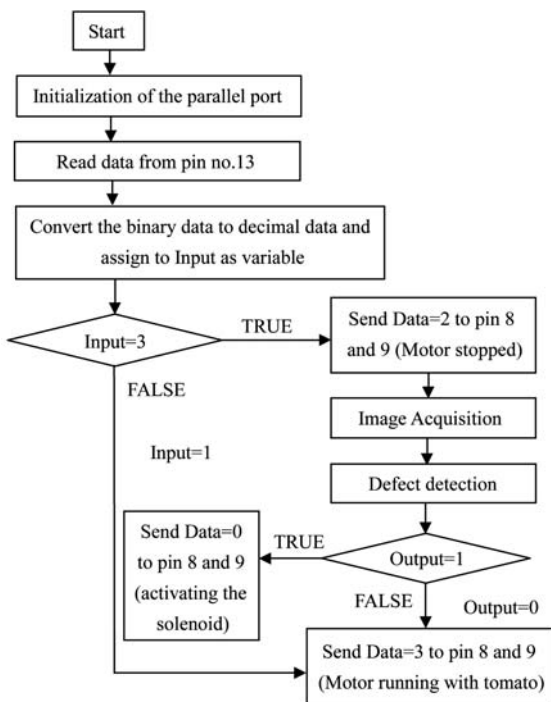 Start
Initialization of the parallel port
Read data from pin no.13
Convert the binary data to decimal data and
assign to Input as variable
Input=3
TRUE
Send Data=2 to pin 8
and 9 (Motor stopped)
FALSE
Image Acquisition
Input=1
Defect detection
Send Data=0
to pin 8 and 9
(activating the
solenoid)
TRUE
Output=1
FALSE
Output=0
Send Data=3 to pin 8 and 9
(Motor running with tomato)